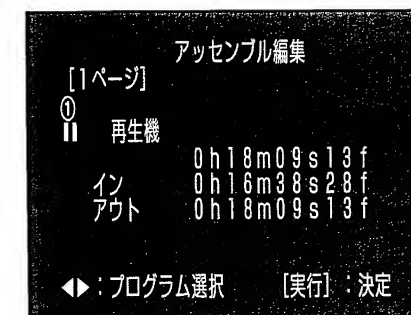 アッセンブル編集
[1ページ]
①
再生機
0h18m09s13f
イン 0h16m38s28f
アウト 0h18m09s13f
◀▶:プログラム選択 [実行]:決定